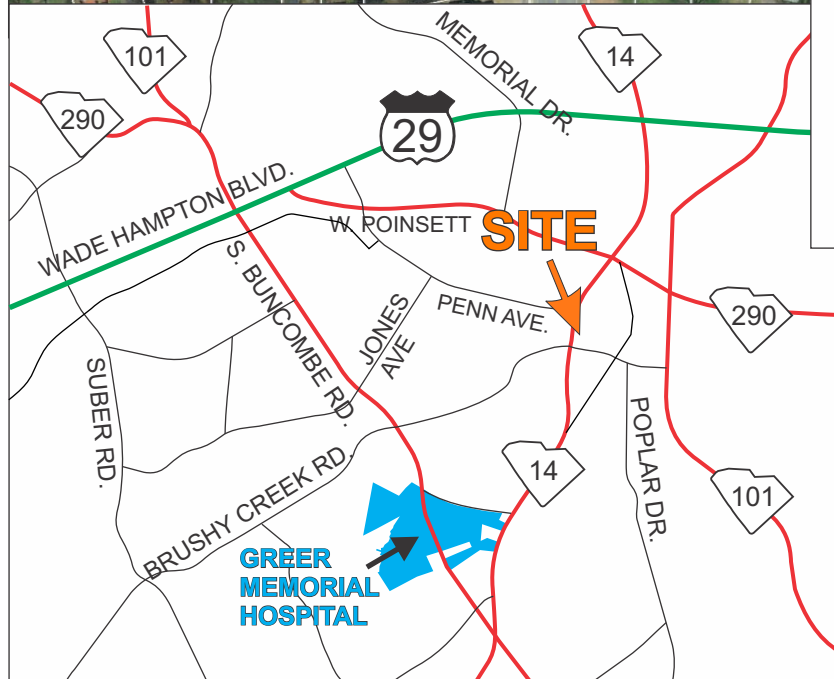 101
14
MEMORIAL DR.
290
29
WADE HAMPTON BLVD.
W. POINSETT
SITE
S. BUNCOMBE RD.
PENN AVE.
JONES
AVE
290
SUBER RD.
POPLAR DR.
14
101
BRUSHY CREEK RD.
GREER
MEMORIAL
HOSPITAL